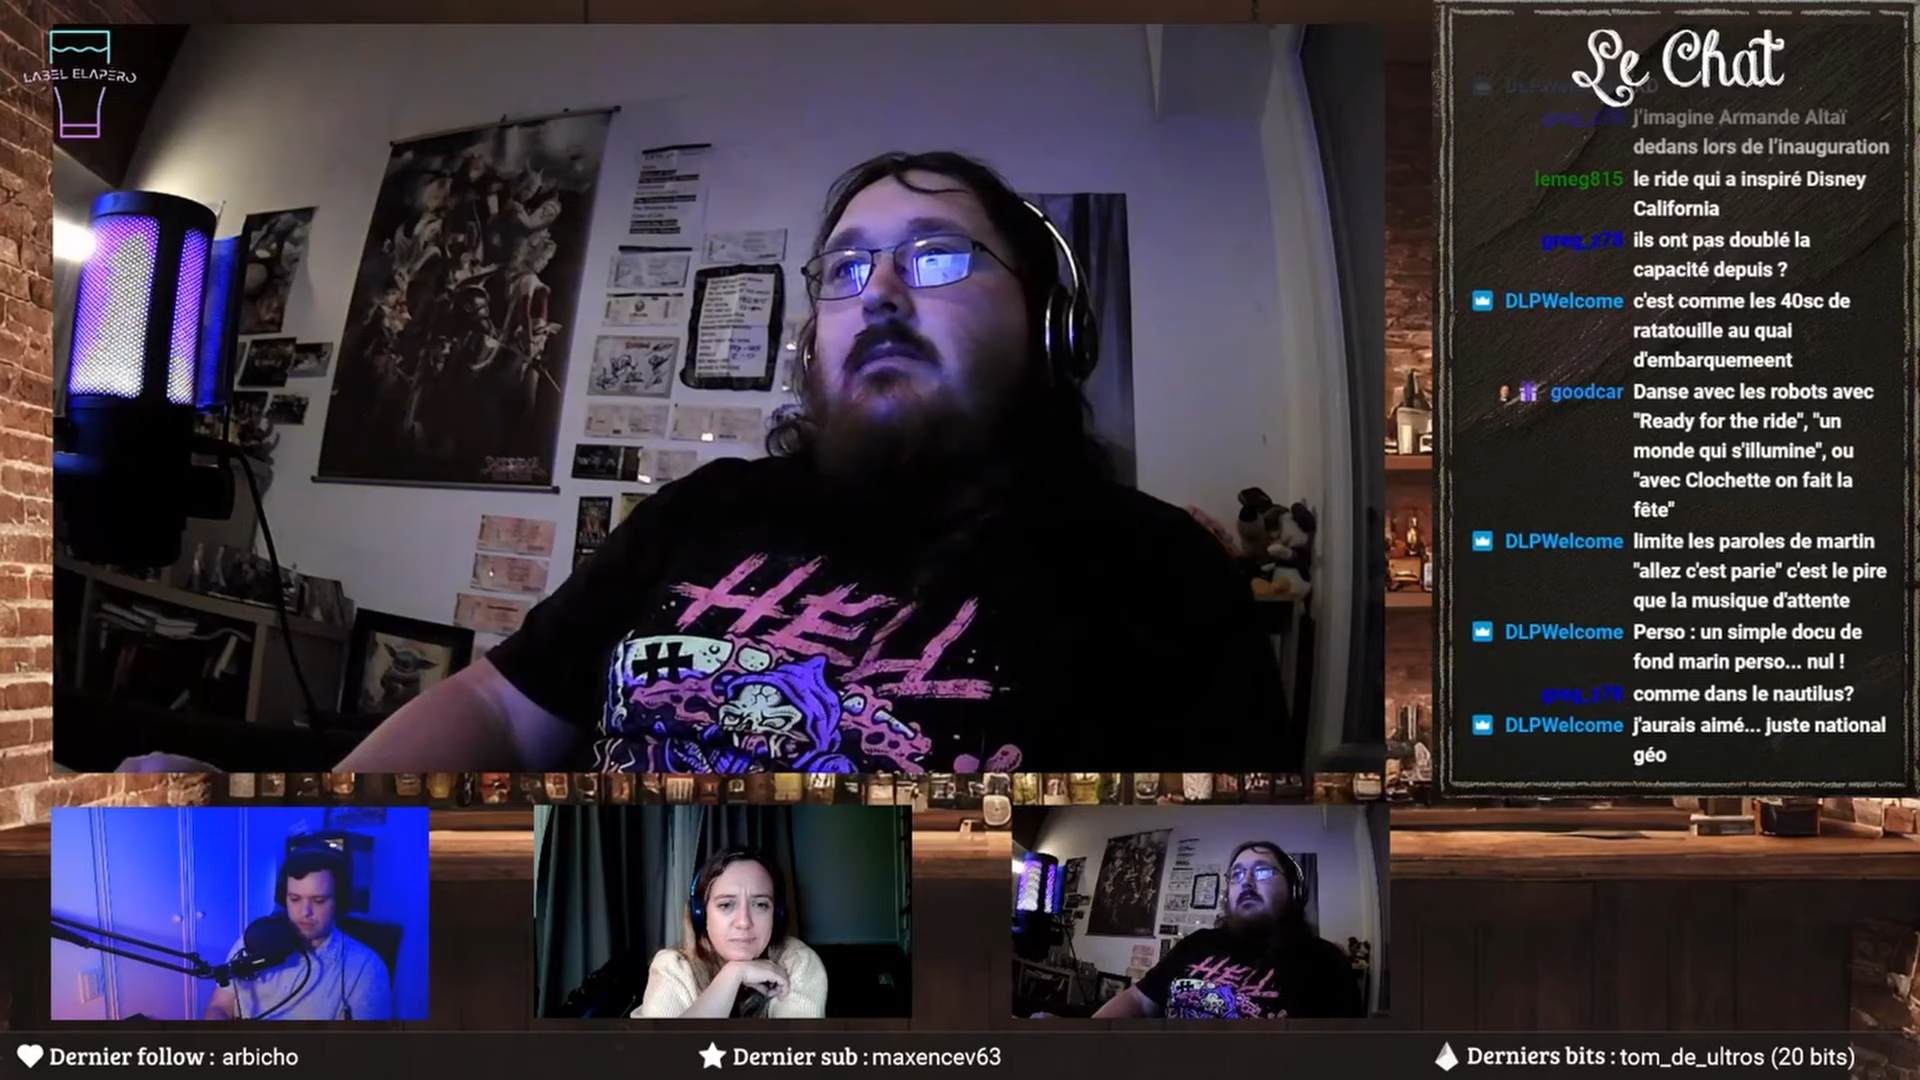 LABEL ELAPERO
HELL
Le Chat
j'imagine Armande Altaï
dedans lors de l'inauguration
lemeg815 le ride qui a inspiré Disney
California
greg_z78 ils ont pas doublé la
capacité depuis ?
DLPWelcome c'est comme les 40sc de
ratatouille au quai
d'embarquemeent
goodcar Danse avec les robots avec
"Ready for the ride", "un
monde qui s'illumine", ou
"avec Clochette on fait la
fête"
DLPWelcome limite les paroles de martin
"allez c'est parie" c'est le pire
que la musique d'attente
DLPWelcome Perso : un simple docu de
fond marin perso... nul !
greg_z78 comme dans le nautilus?
DLPWelcome j'aurais aimé... juste national
géo
HELL
Dernier follow : arbicho
Dernier sub : maxencev63
Derniers bits : tom_de_ultros (20 bits)